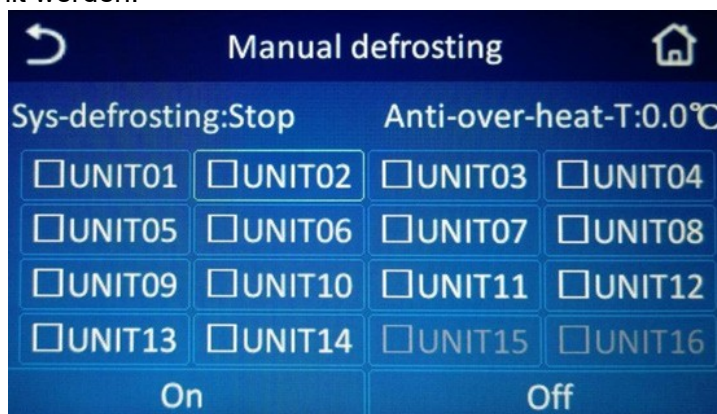 Manual defrosting
Sys-defrosting:Stop Anti-over-heat-T:0.0℃
UNIT01 UNIT02 UNIT03 UNIT04
UNIT05 UNIT06 UNIT07 UNIT08
UNIT09 UNIT10 UNIT11 UNIT12
UNIT13 UNIT14 UNIT15 UNIT16
On Off